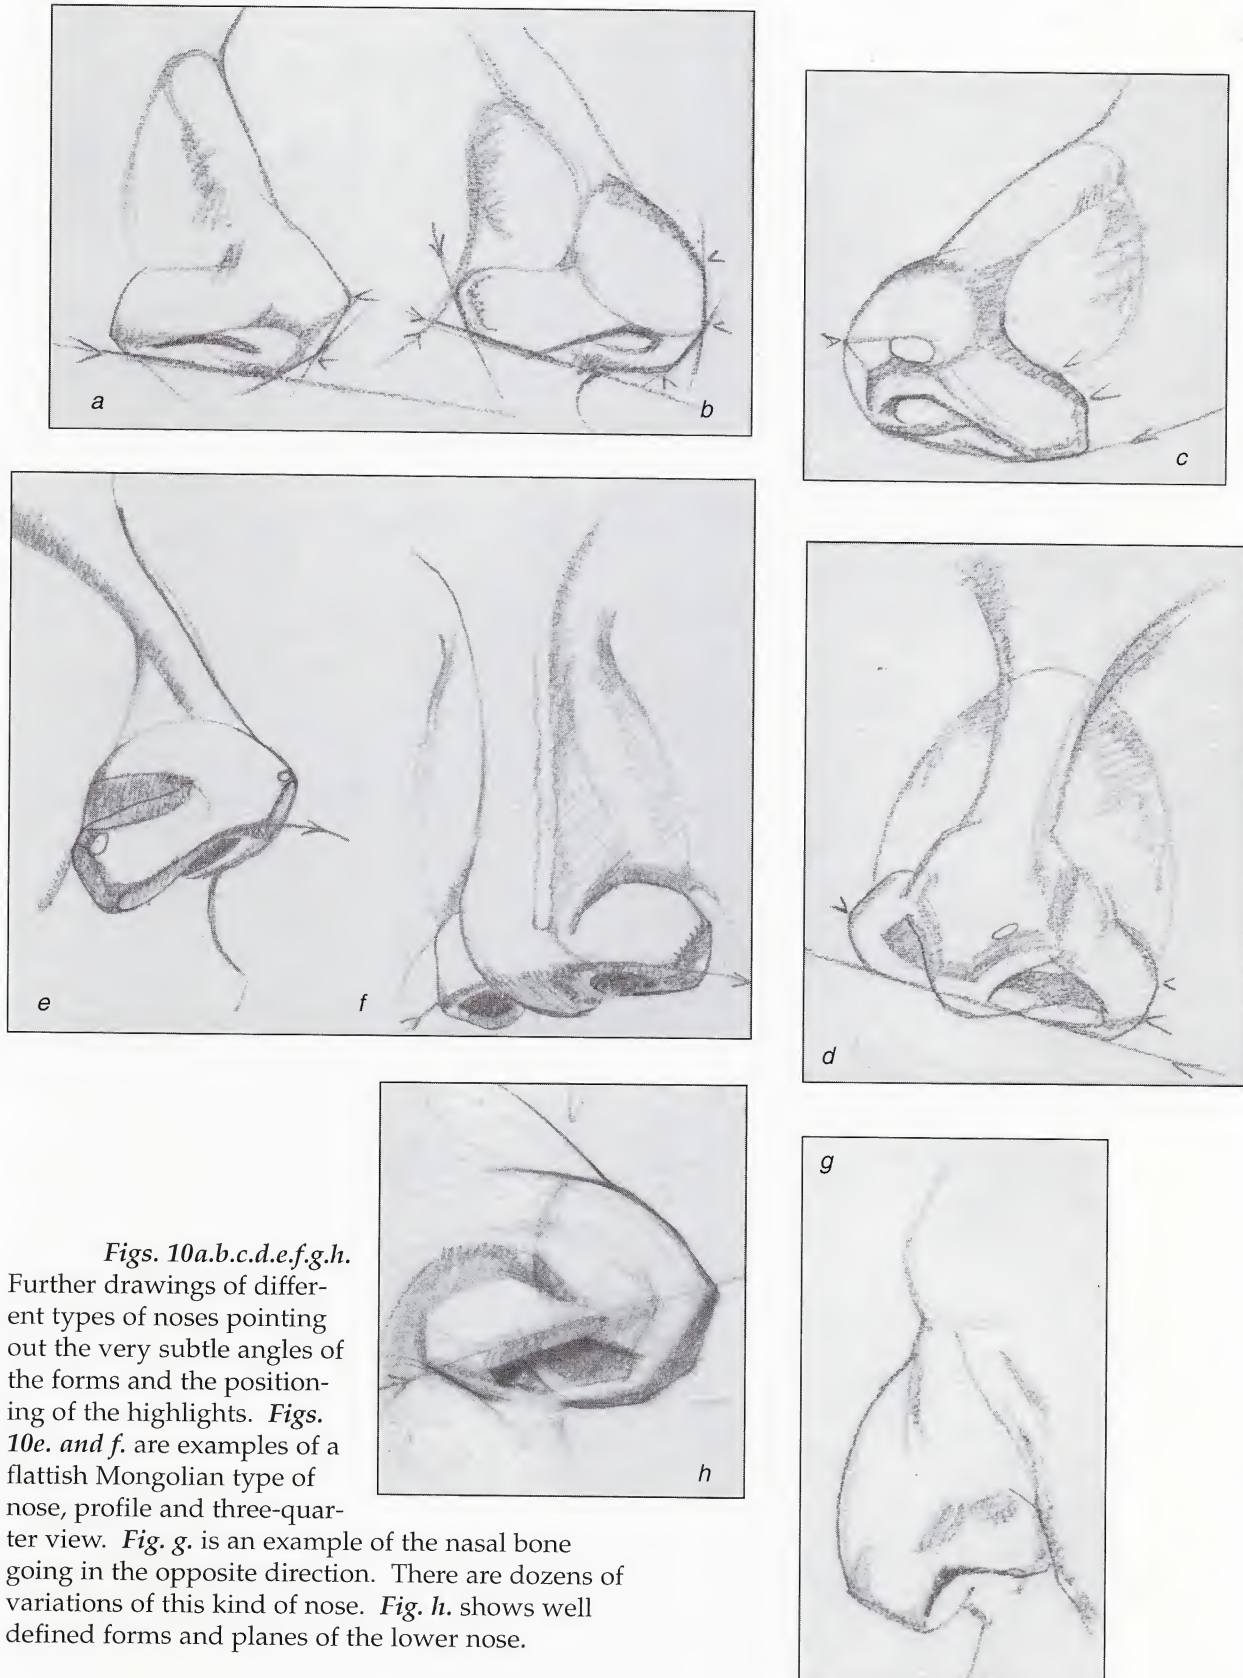 a
b
c
e
f
d
g
h
Figs. 10a.b.c.d.e.f.g.h.
Further drawings of differ-
ent types of noses pointing
out the very subtle angles of
the forms and the position-
ing of the highlights. Figs.
10e. and f. are examples of a
flattish Mongolian type of
nose, profile and three-quar-
ter view. Fig. g. is an example of the nasal bone
going in the opposite direction. There are dozens of
variations of this kind of nose. Fig. h. shows well
defined forms and planes of the lower nose.